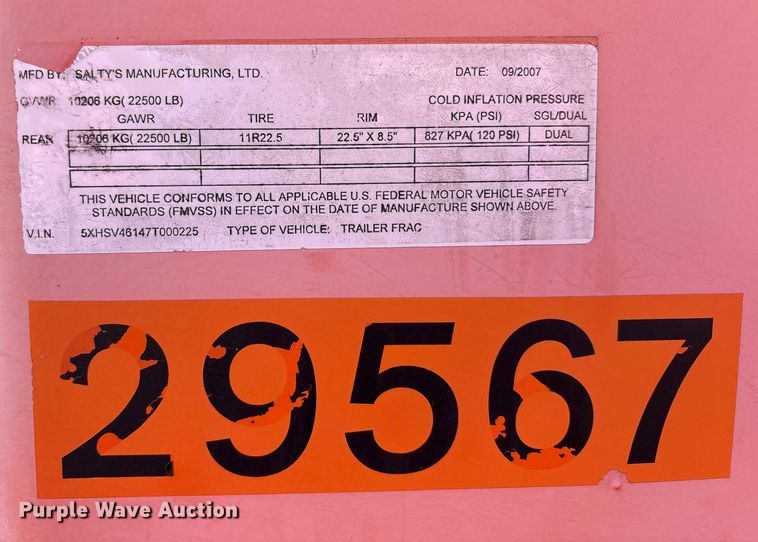 MFD BY: SALTY'S MANUFACTURING, LTD. DATE: 09/2007
GVWR 10206 KG( 22500 LB) COLD INFLATION PRESSURE
GAWR TIRE RIM KPA (PSI) SGL/DUAL
REAR 10206 KG( 22500 LB) 11R22.5 22.5" X 8.5" 827 KPA( 120 PSI) DUAL
THIS VEHICLE CONFORMS TO ALL APPLICABLE U.S. FEDERAL MOTOR VEHICLE SAFETY
STANDARDS (FMVSS) IN EFFECT ON THE DATE OF MANUFACTURE SHOWN ABOVE.
V.I.N. 5XHSV46147T000225 TYPE OF VEHICLE: TRAILER FRAC
29567
Purple Wave Auction